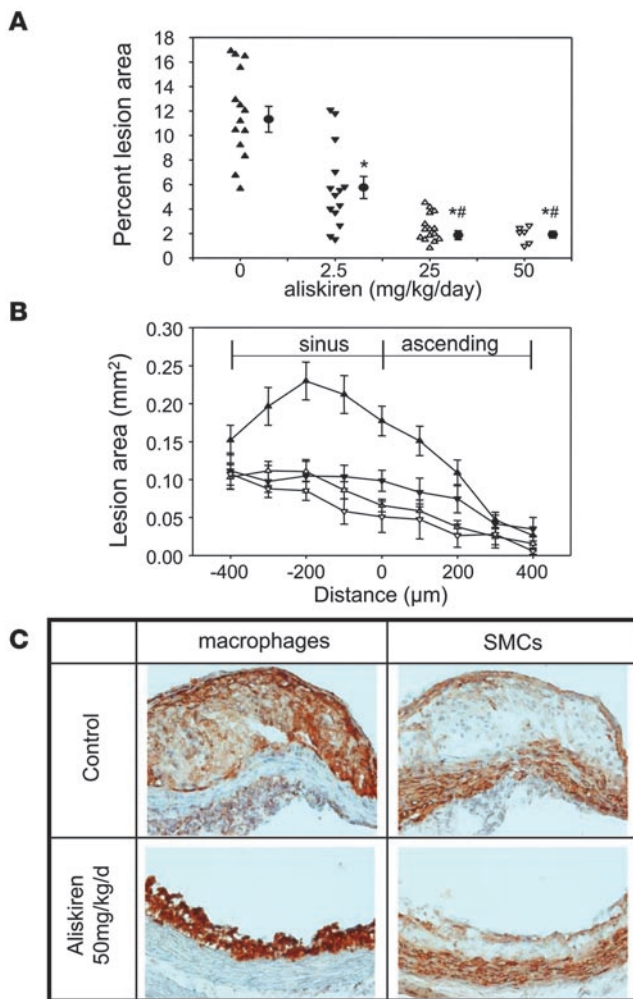 A
Percent lesion area
18
16
14
12
10
8
6
4
2
0
*
*#
*#
0 2.5 25 50
aliskiren (mg/kg/day)
B
Lesion area (mm²)
0.30
0.25
0.20
0.15
0.10
0.05
0.00
sinus ascending
-400 -200 0 200 400
Distance (µm)
C
macrophages SMCs
Control
Aliskiren
50mg/kg/d